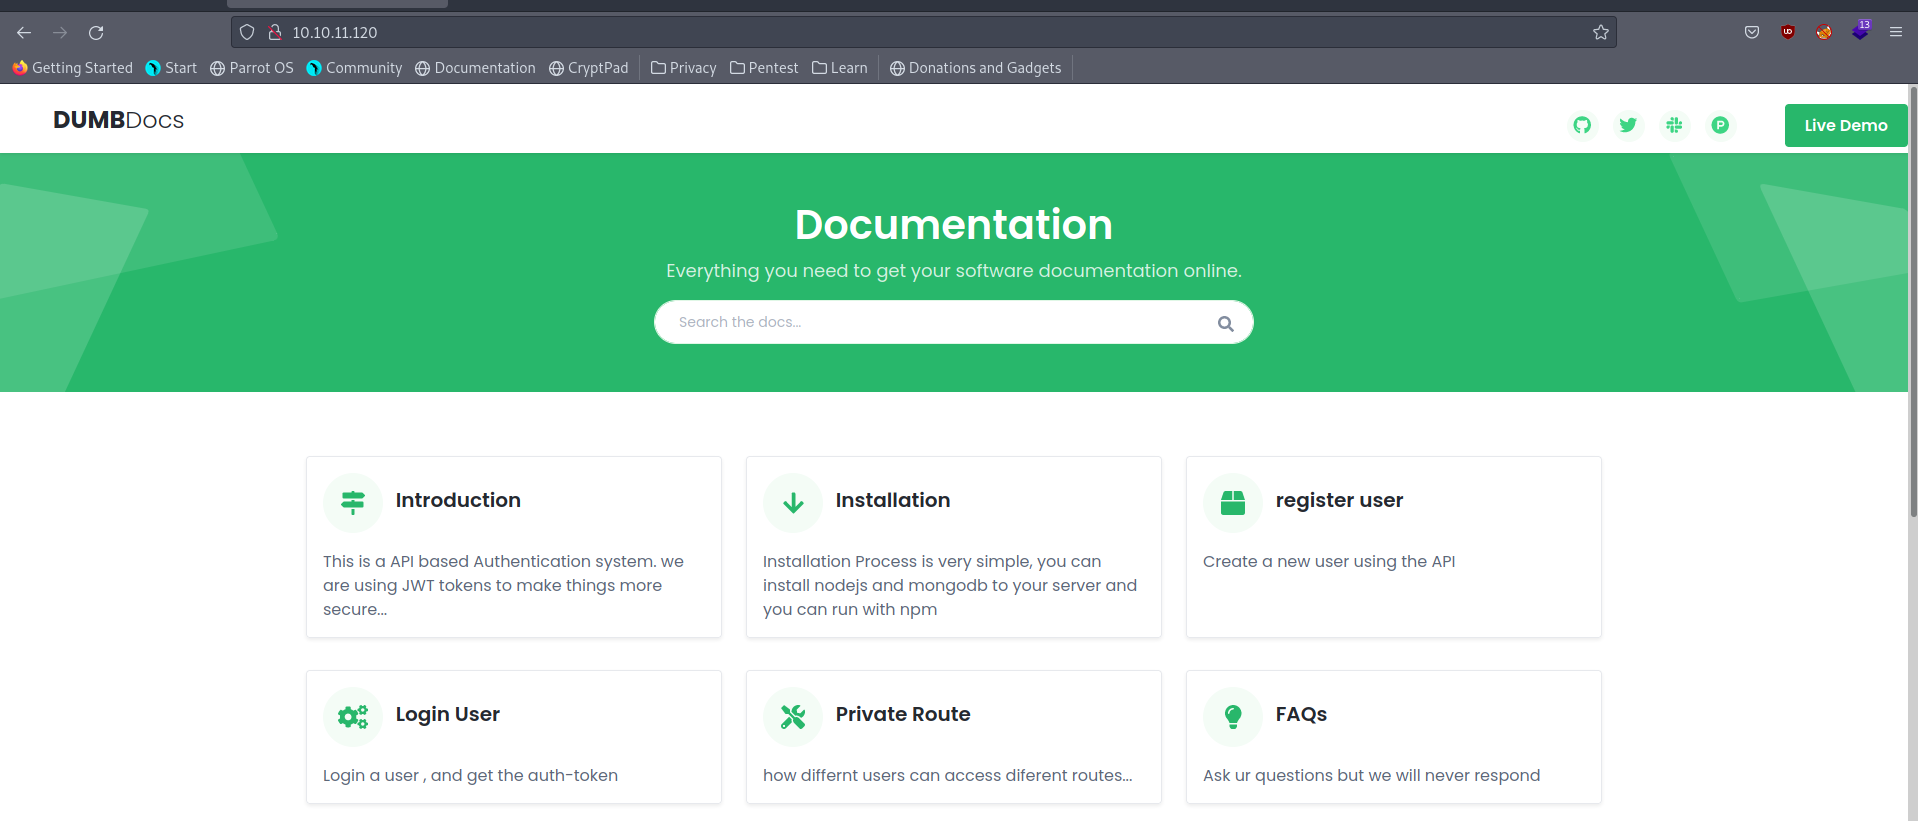 10.10.11.120
13
Getting Started Start Parrot OS Community Documentation CryptPad Privacy Pentest Learn Donations and Gadgets
DUMBDocs
Live Demo
Documentation
Everything you need to get your software documentation online.
Search the docs...
Introduction
This is a API based Authentication system. we
are using JWT tokens to make things more
secure...
Installation
Installation Process is very simple, you can
install nodejs and mongodb to your server and
you can run with npm
register user
Create a new user using the API
Login User
Login a user , and get the auth-token
Private Route
how differnt users can access diferent routes...
FAQs
Ask ur questions but we will never respond